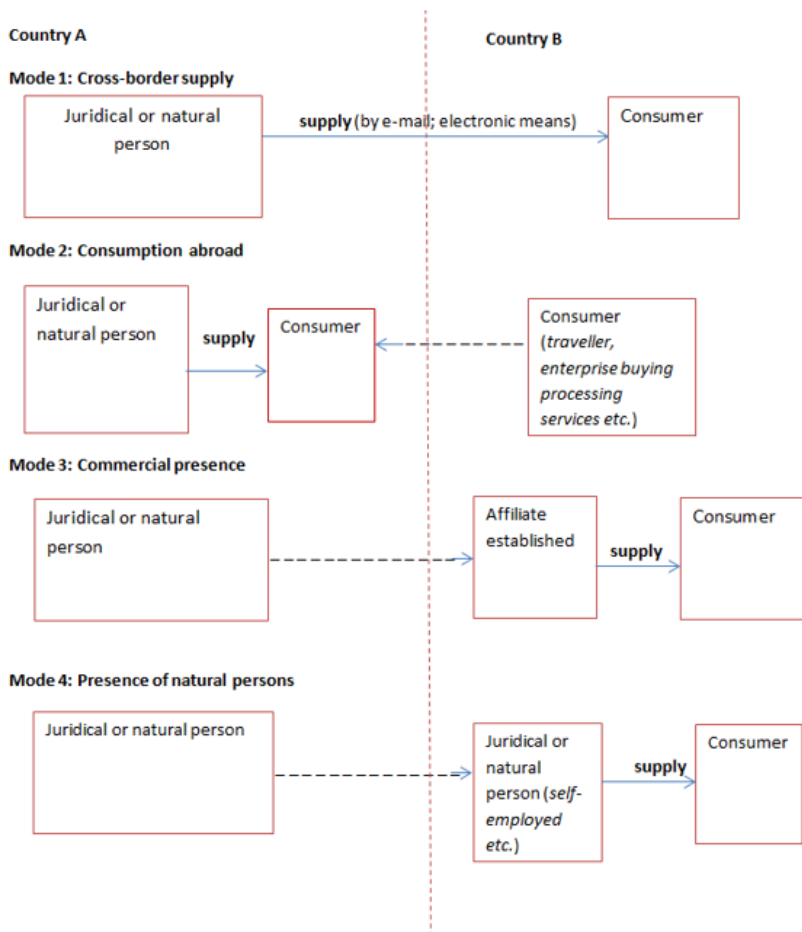 Country A
Country B
Mode 1: Cross-border supply
Juridical or natural
person
supply (by e-mail; electronic means)
Consumer
Mode 2: Consumption abroad
Juridical or
natural person
supply
Consumer
Consumer
(traveller,
enterprise buying
processing
services etc.)
Mode 3: Commercial presence
Juridical or natural
person
Affiliate
established
supply
Consumer
Mode 4: Presence of natural persons
Juridical or natural person
Juridical or
natural
person (self-
employed
etc.)
supply
Consumer